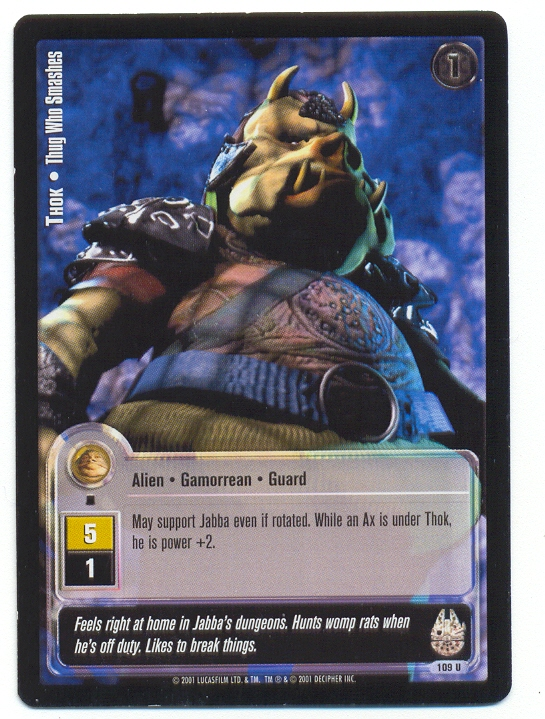 1
Thok • Thug Who Smashes
Alien • Gamorrean • Guard
5
1
May support Jabba even if rotated. While an Ax is under Thok,
he is power +2.
Feels right at home in Jabba's dungeons. Hunts womp rats when
he's off duty. Likes to break things.
109 U
© 2001 LUCASFILM LTD. & TM. TM ® & © 2001 DECIPHER INC.